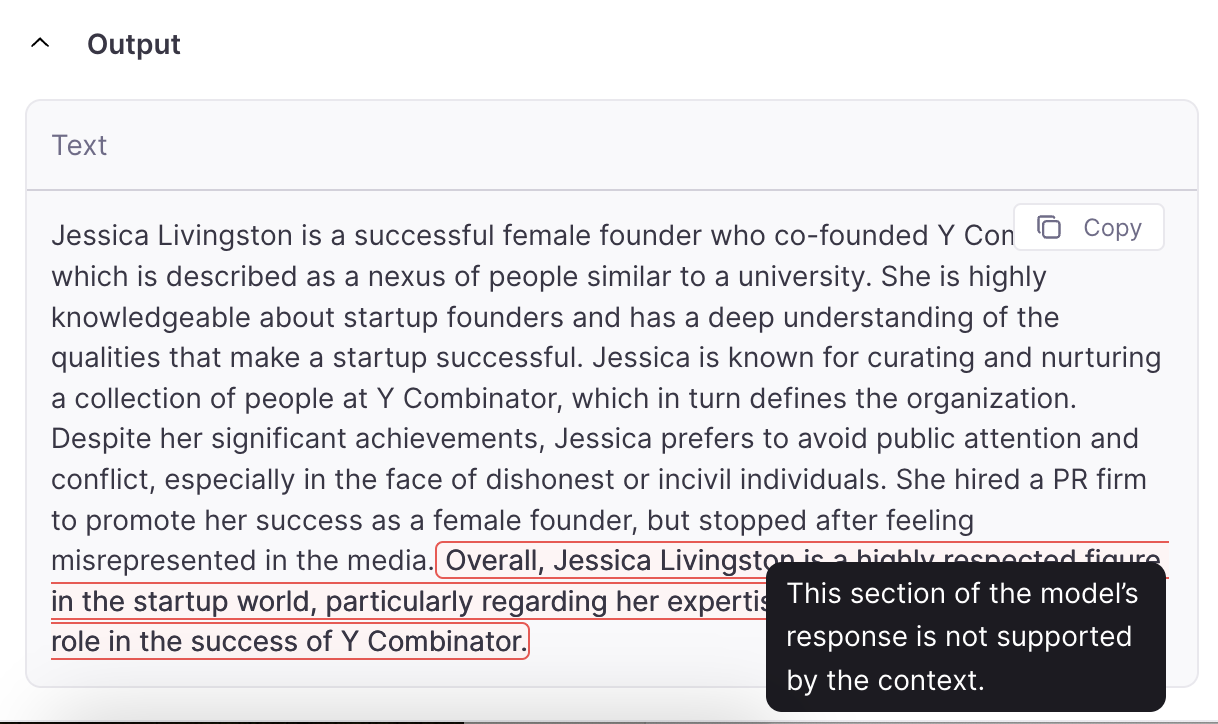 Output
Text
Copy
Jessica Livingston is a successful female founder who co-founded Y
which is described as a nexus of people similar to a university. She is highly
knowledgeable about startup founders and has a deep understanding of the
qualities that make a startup successful. Jessica is known for curating and nurturing
a collection of people at Y Combinator, which in turn defines the organization.
Despite her significant achievements, Jessica prefers to avoid public attention and
conflict, especially in the face of dishonest or incivil individuals. She hired a PR firm
to promote her success as a female founder, but stopped after feeling
misrepresented in the media. Overall, Jessica Livingston is a highly respected figure
in the startup world, particularly regarding her
role in the success of Y Combinator.
This section of the model’s
response is not supported
by the context.